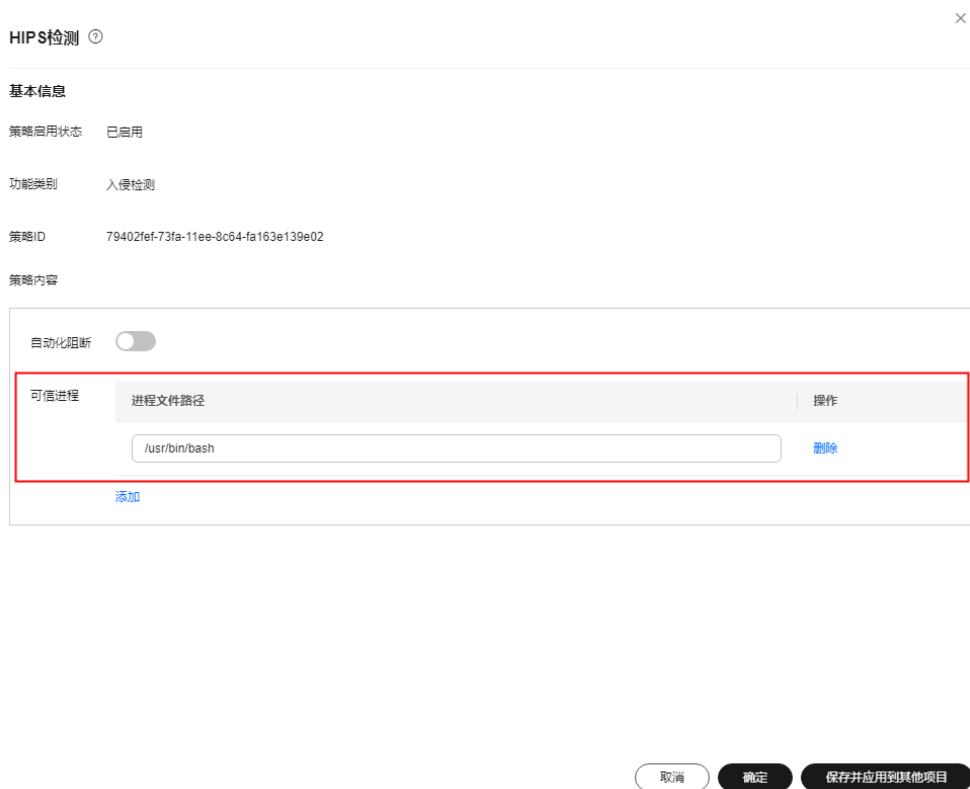 HIPS检测
基本信息
策略启用状态 已启用
功能类别 入侵检测
策略ID 79402fef-73fa-11ee-8c64-fa163e139e02
策略内容
自动化阻断
可信进程 进程文件路径 操作
/usr/bin/bash 删除
添加
取消 确定 保存并应用到其他项目